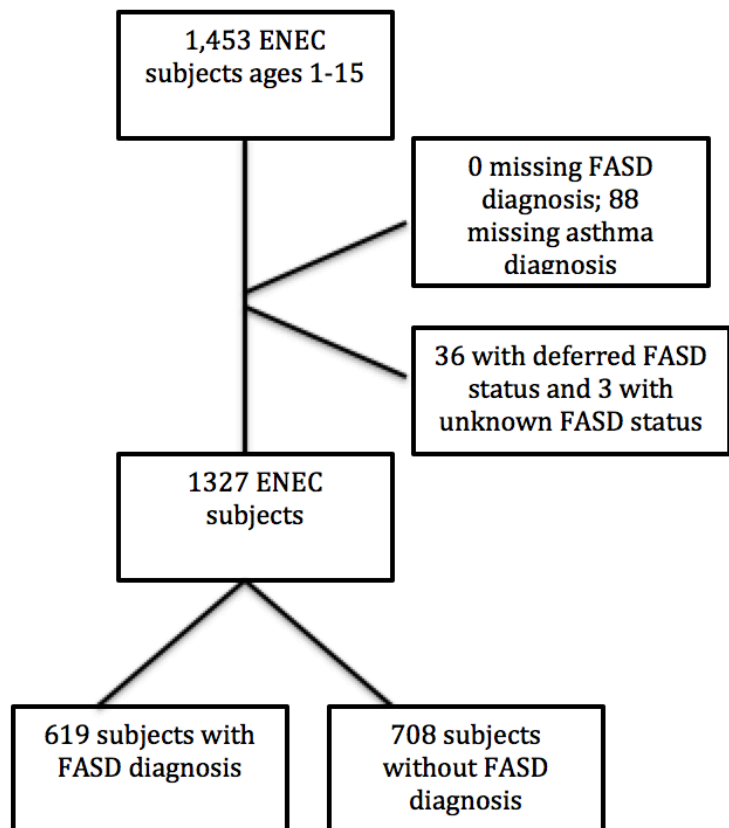 1,453 ENEC
subjects ages 1-15
0 missing FASD
diagnosis; 88
missing asthma
diagnosis
36 with deferred FASD
status and 3 with
unknown FASD status
1327 ENEC
subjects
619 subjects with
FASD diagnosis
708 subjects
without FASD
diagnosis